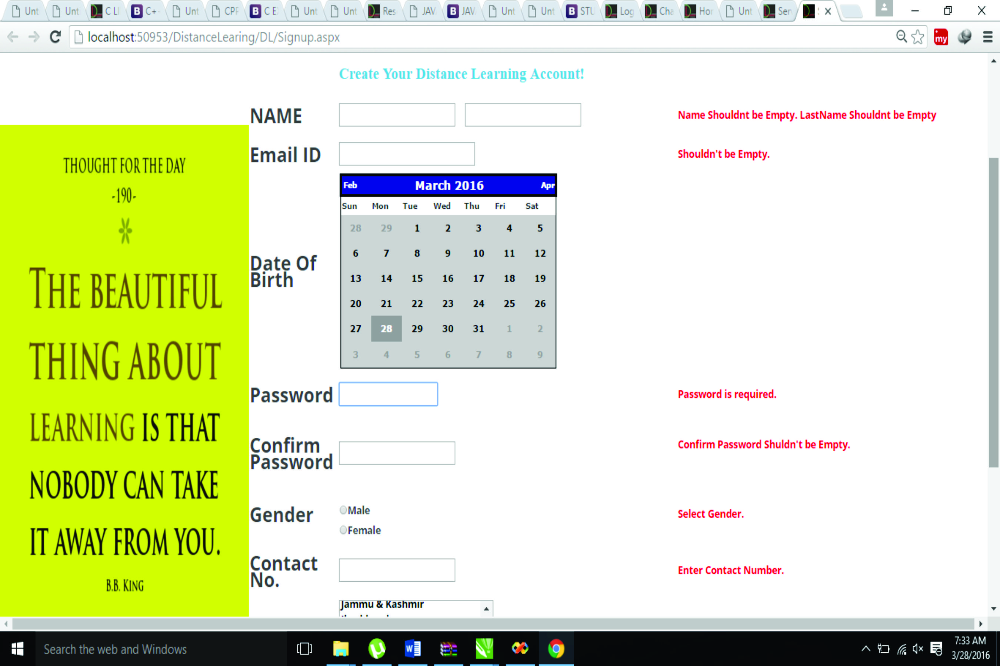 Unt Unt C LI C+ Unt CPP C E Unt Unt Res JAV JAV Unt Unt STU Log Cha Hor Unt Ser
localhost:50953/DistanceLearing/DL/Signup.aspx
my
Create Your Distance Learning Account!
NAME
Name Shouldnt be Empty. LastName Shouldnt be Empty
Email ID
Shouldn't be Empty.
THOUGHT FOR THE DAY
-190-
THE BEAUTIFUL
THING ABOUT
LEARNING IS THAT
NOBODY CAN TAKE
IT AWAY FROM YOU.
B.B. KING
Feb March 2016 Apr
Sun Mon Tue Wed Thu Fri Sat
28 29 1 2 3 4 5
6 7 8 9 10 11 12
13 14 15 16 17 18 19
20 21 22 23 24 25 26
27 28 29 30 31 1 2
3 4 5 6 7 8 9
Date Of
Birth
Password
Password is required.
Confirm
Password
Confirm Password Shuldn't be Empty.
Gender
Male
Female
Select Gender.
Contact
No.
Enter Contact Number.
Jammu & Kashmir
Search the web and Windows
7:33 AM
3/28/2016